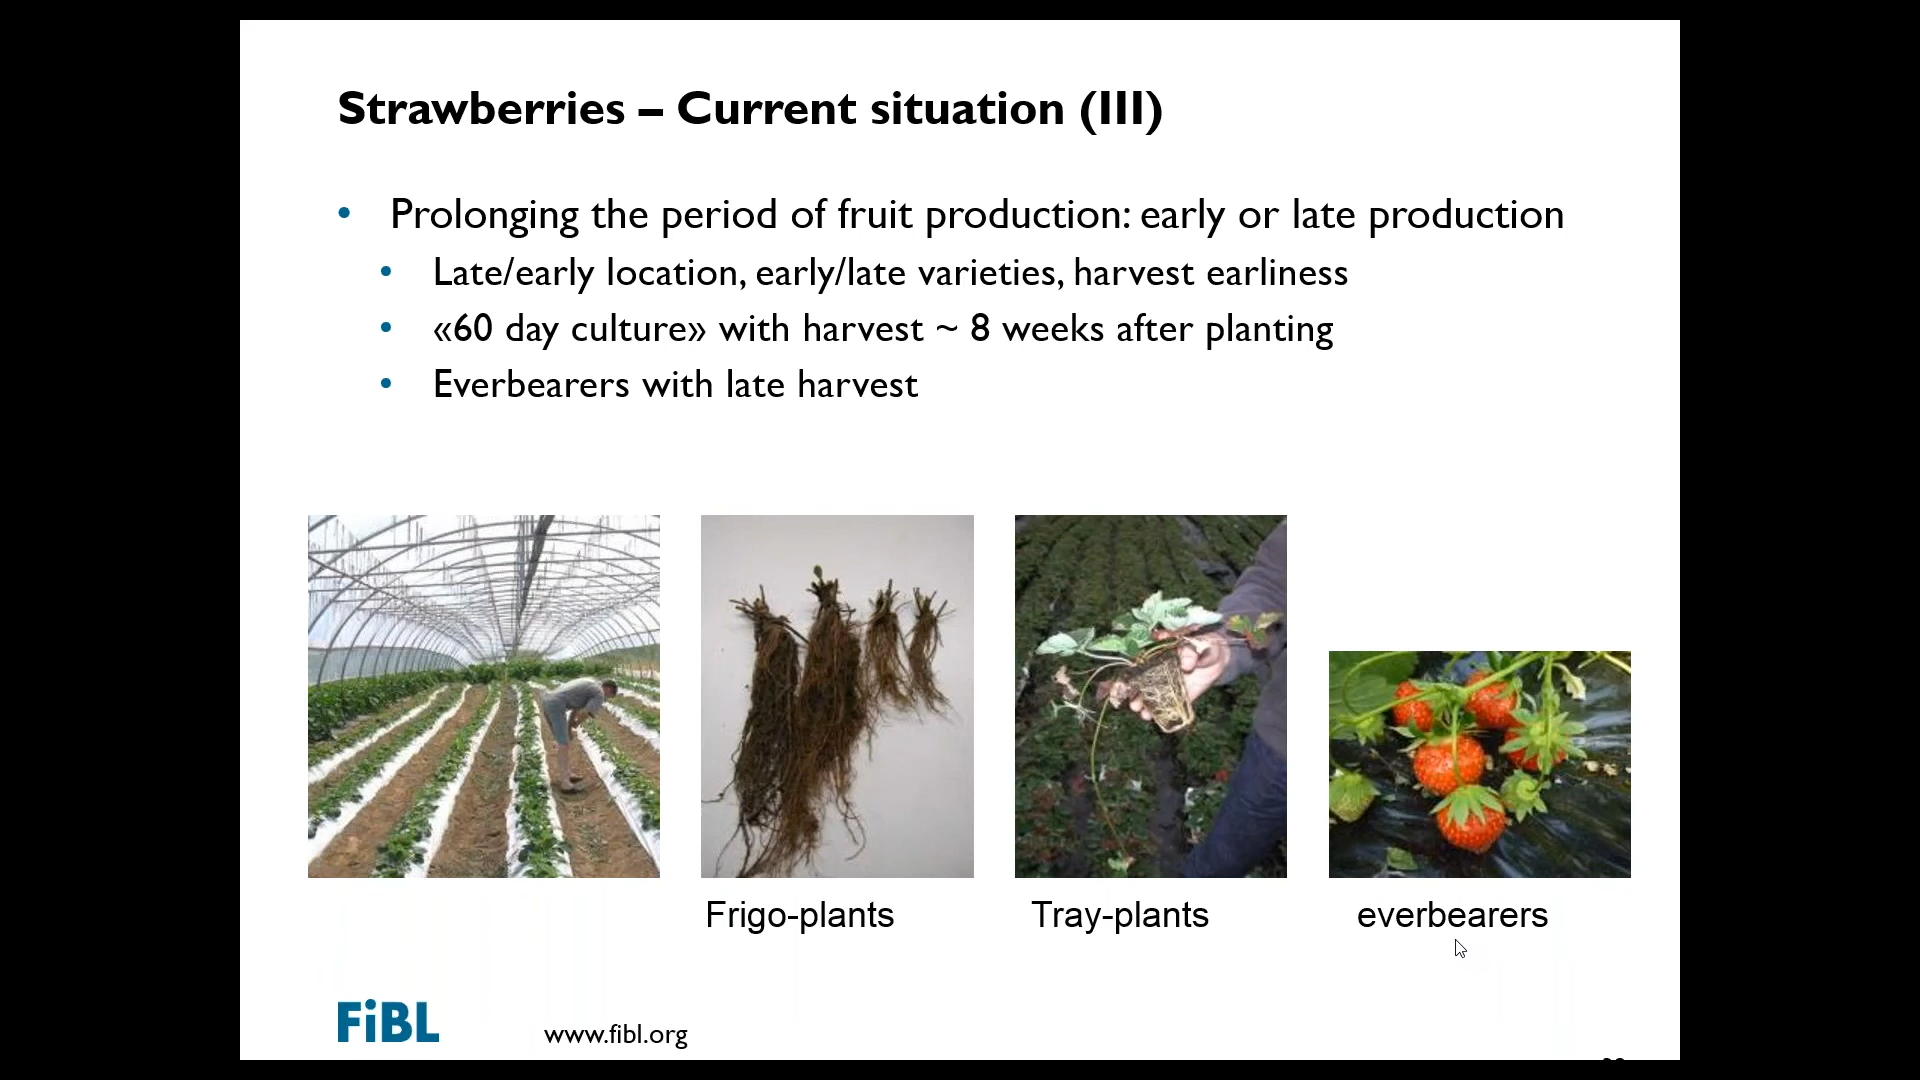 Strawberries – Current situation (III)
• Prolonging the period of fruit production: early or late production
• Late/early location, early/late varieties, harvest earliness
• «60 day culture» with harvest ~ 8 weeks after planting
• Everbearers with late harvest
Frigo-plants
Tray-plants
everbearers
FiBL
www.fibl.org